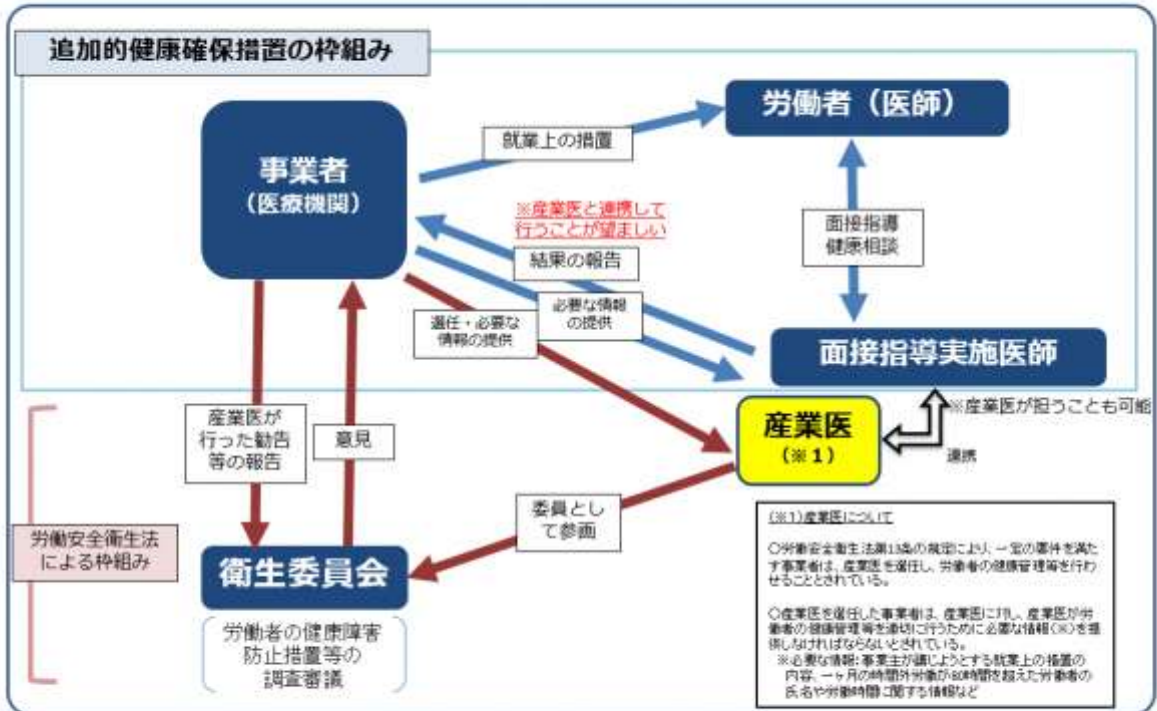 追加的健康確保措置の枠組み
労働者（医師）
事業者
（医療機関）
就業上の措置
※産業医と連携して
行うことが望ましい
結果の報告
面接指導
健康相談
必要な情報
の提供
選任・必要な
情報の提供
面接指導実施医師
※産業医が担うことも可能
産業医
（※１）
連携
産業医が
行った勧告
等の報告
意見
委員とし
て参画
労働安全衛生法
による枠組み
衛生委員会
労働者の健康障害
防止措置等の
調査審議
（※１）産業医について
○労働安全衛生法第13条の規定により、一定の要件を満た
す事業者は、産業医を選任し、労働者の健康管理等を行わ
せることとされている。
○産業医を選任した事業者は、産業医に対し、産業医が労
働者の健康管理等を適切に行うために必要な情報（※）を提
供しなければならないとされている。
※必要な情報：事業主が講じようとする就業上の措置の
内容、一ヶ月の時間外労働が80時間を超えた労働者の
氏名や労働時間に関する情報など